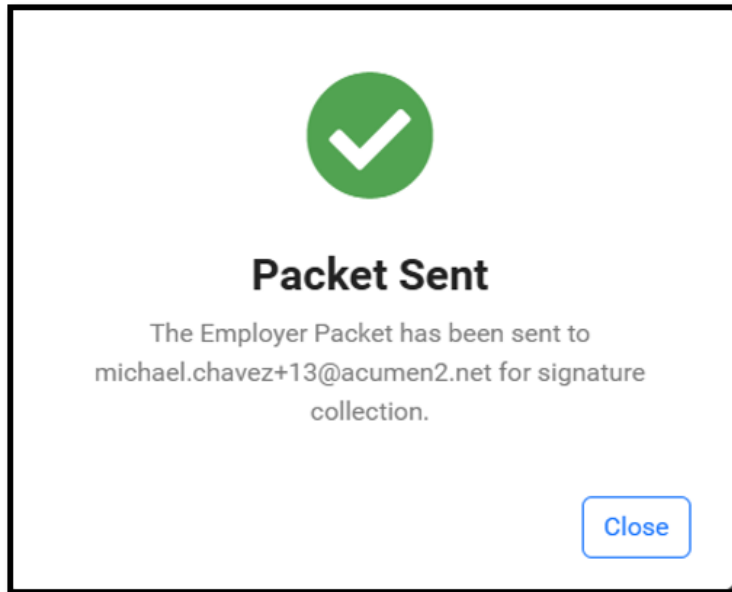 Packet Sent
The Employer Packet has been sent to
michael.chavez+13@acumen2.net for signature
collection.
Close